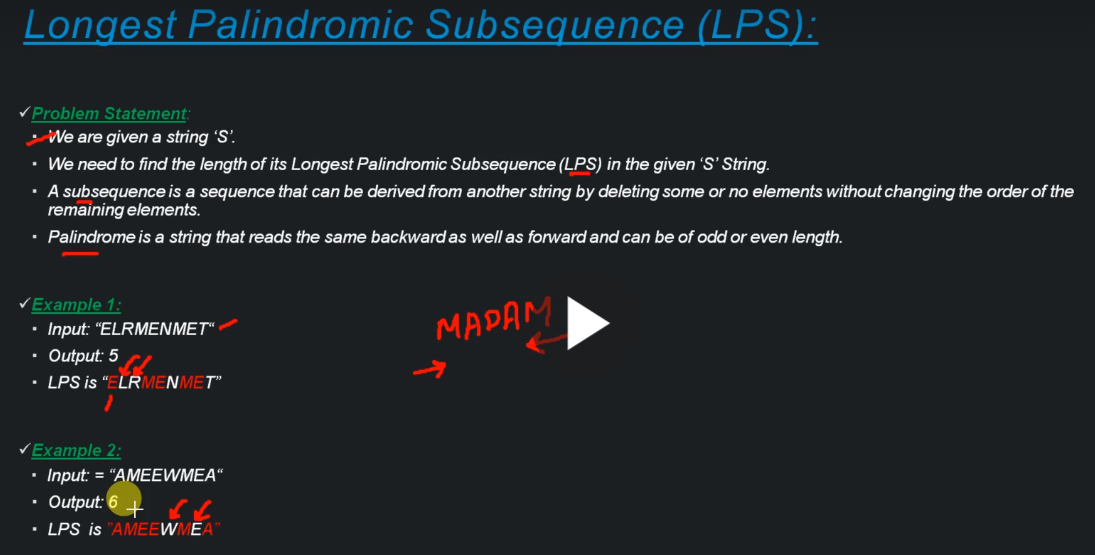 Longest Palindromic Subsequence (LPS):
✓Problem Statement:
▪ We are given a string ‘S’.
▪ We need to find the length of its Longest Palindromic Subsequence (LPS) in the given ‘S’ String.
▪ A subsequence is a sequence that can be derived from another string by deleting some or no elements without changing the order of the
remaining elements.
▪ Palindrome is a string that reads the same backward as well as forward and can be of odd or even length.
✓Example 1:
▪ Input: “ELRMENMET“
MADAM
▪ Output: 5
▪ LPS is “ELRMENMET”
✓Example 2:
▪ Input: = “AMEEWMEA“
▪ Output: 6
▪ LPS is ”AMEEWMEA”